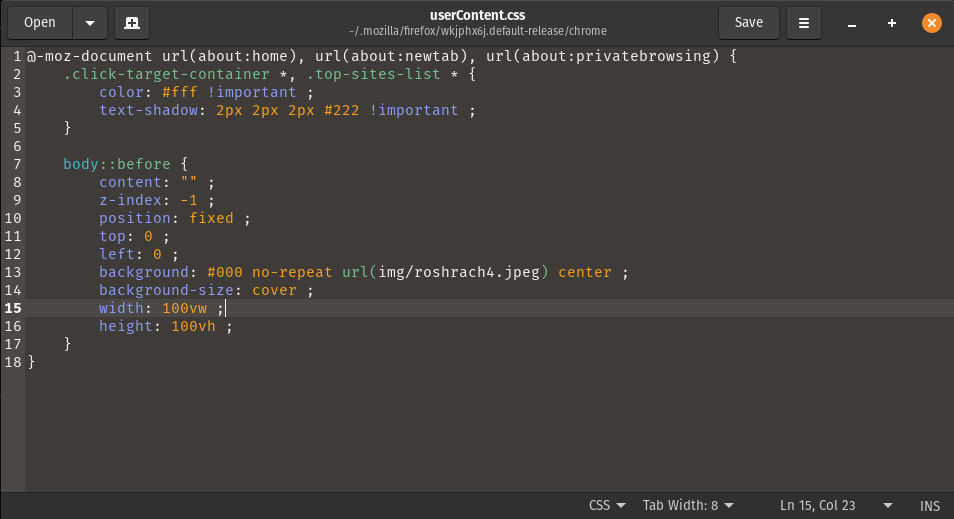 Open
userContent.css
~/.mozilla/firefox/wkjphx6j.default-release/chrome
Save
1 @-moz-document url(about:home), url(about:newtab), url(about:privatebrowsing) {
2     .click-target-container *, .top-sites-list * {
3         color: #fff !important ;
4         text-shadow: 2px 2px 2px #222 !important ;
5     }
6
7     body::before {
8         content: "" ;
9         z-index: -1 ;
10         position: fixed ;
11         top: 0 ;
12         left: 0 ;
13         background: #000 no-repeat url(img/roshrach4.jpeg) center ;
14         background-size: cover ;
15         width: 100vw ;
16         height: 100vh ;
17     }
18 }
CSS Tab Width: 8 Ln 15, Col 23 INS